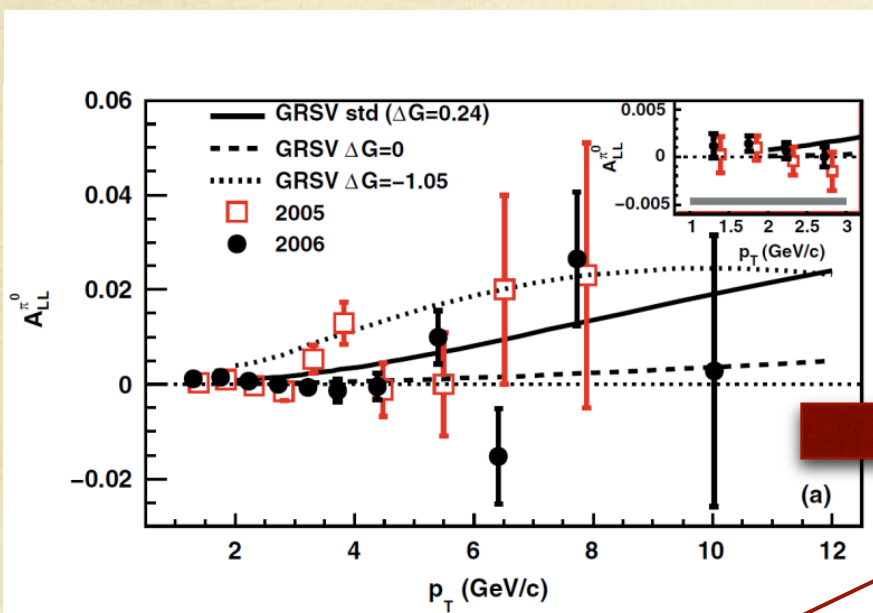 0.06
0.04
0.02
0
−0.02
A_LL^π⁰
GRSV std (ΔG=0.24)
GRSV ΔG=0
GRSV ΔG=−1.05
2005
2006
0.005
0
−0.005
A_LL^π⁰
1 1.5 2 2.5 3
p_T (GeV/c)
(a)
2 4 6 8 10 12
p_T (GeV/c)